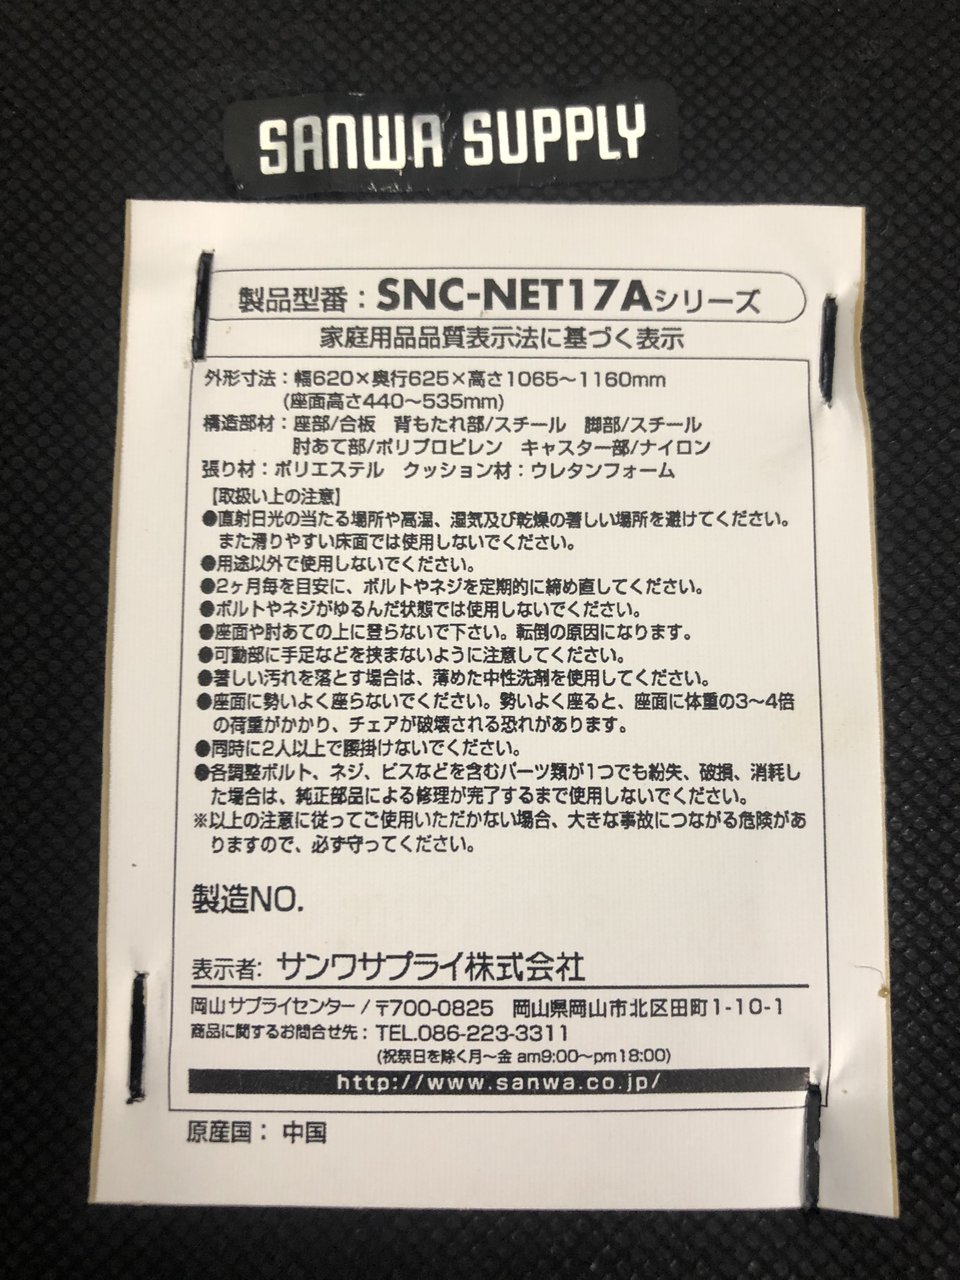 SANWA SUPPLY
製品型番：SNC-NET17Aシリーズ
家庭用品品質表示法に基づく表示
外形寸法：幅620×奥行625×高さ1065〜1160mm
(座面高さ440〜535mm)
構造部材：座部/合板　背もたれ部/スチール　脚部/スチール
肘あて部/ポリプロピレン　キャスター部/ナイロン
張り材：ポリエステル　クッション材：ウレタンフォーム
【取扱い上の注意】
●直射日光の当たる場所や高温、湿気及び乾燥の著しい場所を避けてください。
また滑りやすい床面では使用しないでください。
●用途以外で使用しないでください。
●2ヶ月毎を目安に、ボルトやネジを定期的に締め直してください。
●ボルトやネジがゆるんだ状態では使用しないでください。
●座面や肘あての上に登らないで下さい。転倒の原因になります。
●可動部に手足などを挟まないように注意してください。
●著しい汚れを落とす場合は、薄めた中性洗剤を使用してください。
●座面に勢いよく座らないでください。勢いよく座ると、座面に体重の3〜4倍
の荷重がかかり、チェアが破壊される恐れがあります。
●同時に2人以上で腰掛けないでください。
●各調整ボルト、ネジ、ビスなどを含むパーツ類が1つでも紛失、破損、消耗し
た場合は、純正部品による修理が完了するまで使用しないでください。
※以上の注意に従ってご使用いただかない場合、大きな事故につながる危険があ
りますので、必ず守ってください。
製造NO.
表示者: サンワサプライ株式会社
岡山サプライセンター/〒700-0825　岡山県岡山市北区田町1-10-1
商品に関するお問合せ先：TEL.086-223-3311
(祝祭日を除く月〜金 am9:00〜pm18:00)
http://www.sanwa.co.jp/
原産国： 中国